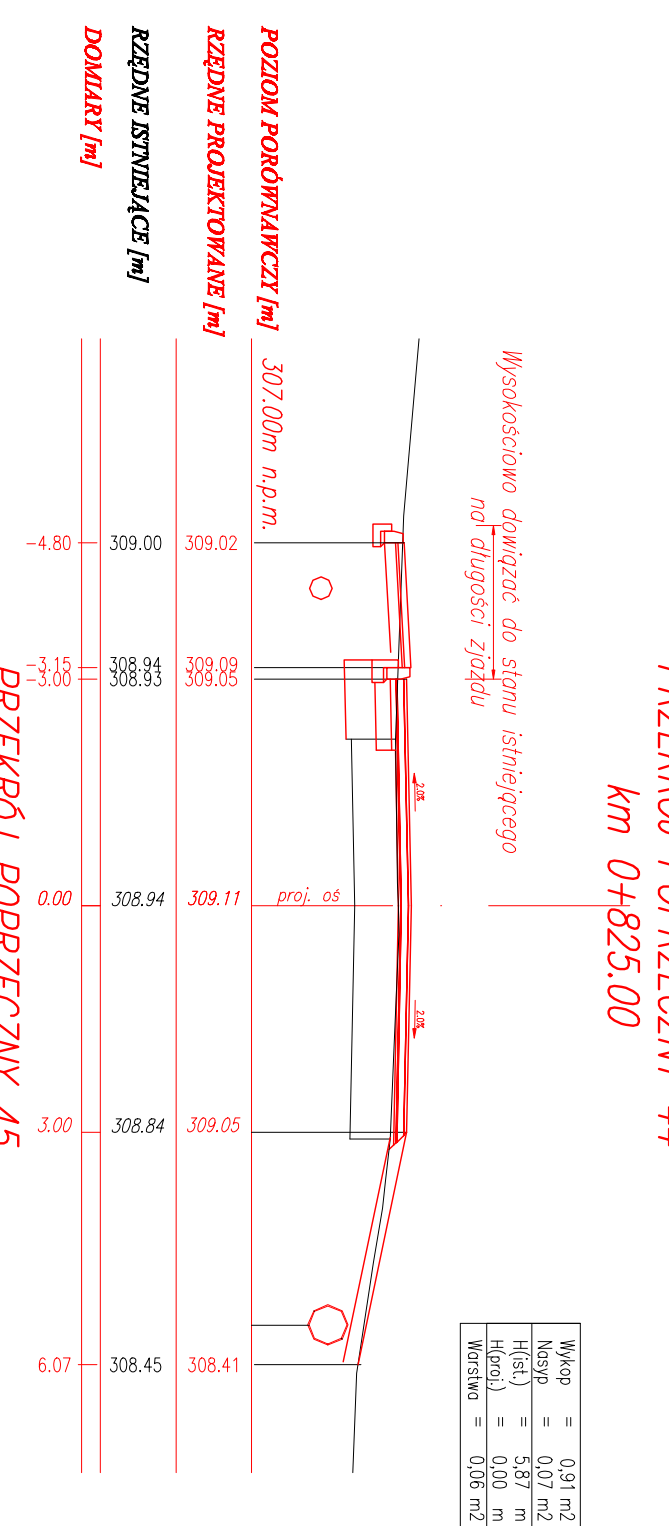 km 0+825.00
Wykop = 0,91 m2
Nasyp = 0,07 m2
H(ist.) = 5,87 m
H(proj.) = 0,00 m
Warstwa = 0,06 m2
Wysokościowo dowiązać do stanu istniejącego
na długości zjazdu
2.0% 2.0%
POZIOM PORÓWNAWCZY [m] 307.00m n.p.m.
proj. oś
RZĘDNE PROJEKTOWANE [m] 309.02 309.09 309.05 309.11 309.05 308.41
RZĘDNE ISTNIEJĄCE [m] 309.00 308.94 308.93 308.94 308.84 308.45
DOMIARY [m] -4.80 -3.15 -3.00 0.00 3.00 6.07
PRZEKRÓJ POPRZECZNY 45